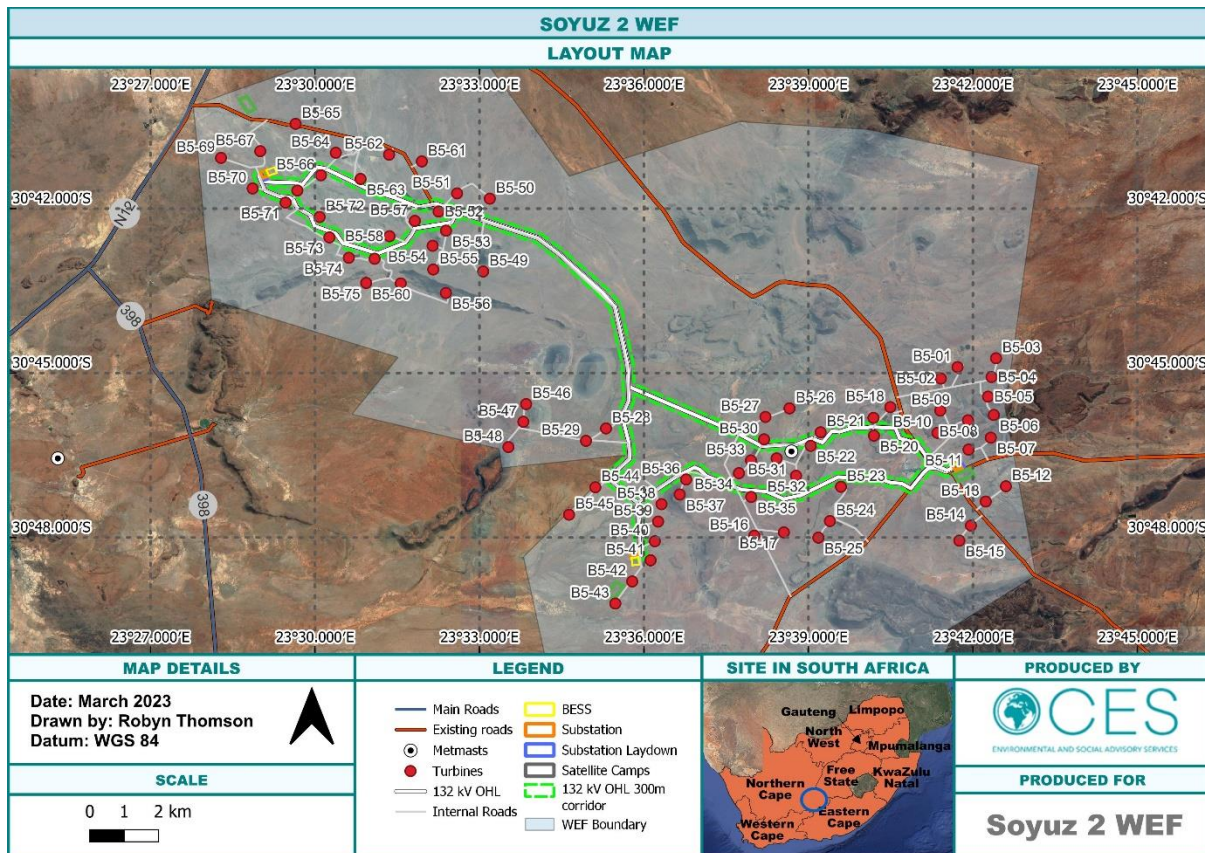 SOYUZ 2 WEF
LAYOUT MAP
23°27.000'E 23°30.000'E 23°33.000'E 23°36.000'E 23°39.000'E 23°42.000'E 23°45.000'E
B5-65
B5-67 B5-64 B5-62
B5-69 B5-61
B5-66 B5-51
B5-70 B5-63 B5-50
30°42.000'S 30°42.000'S
N12
B5-71 B5-72 B5-57 B5-52
B5-73 B5-58 B5-53
B5-74 B5-54 B5-55 B5-49
B5-75 B5-60 B5-56
398
30°45.000'S 30°45.000'S
B5-01 B5-03
B5-02 B5-04
B5-46 B5-27 B5-26 B5-18 B5-09 B5-05
B5-47 B5-28 B5-30 B5-21 B5-10 B5-06
B5-48 B5-29 B5-33 B5-22 B5-20 B5-08 B5-07
B5-44 B5-36 B5-34 B5-31 B5-32 B5-23 B5-11 B5-12
B5-45 B5-38 B5-37 B5-35 B5-13
398
B5-39 B5-16 B5-24 B5-14
30°48.000'S 30°48.000'S
B5-40 B5-17 B5-25 B5-15
B5-41
B5-42
B5-43
23°27.000'E 23°30.000'E 23°33.000'E 23°36.000'E 23°39.000'E 23°42.000'E 23°45.000'E
MAP DETAILS
Date: March 2023
Drawn by: Robyn Thomson
Datum: WGS 84
SCALE
0 1 2 km
LEGEND
Main Roads
Existing roads
Metmasts
Turbines
132 kV OHL
Internal Roads
BESS
Substation
Substation Laydown
Satellite Camps
132 kV OHL 300m
corridor
WEF Boundary
SITE IN SOUTH AFRICA
Limpopo
Gauteng
North
West
Mpumalanga
Free
State
KwaZulu
Natal
Northern
Cape
Eastern
Cape
Western
Cape
PRODUCED BY
CES
ENVIRONMENTAL AND SOCIAL ADVISORY SERVICES
PRODUCED FOR
Soyuz 2 WEF